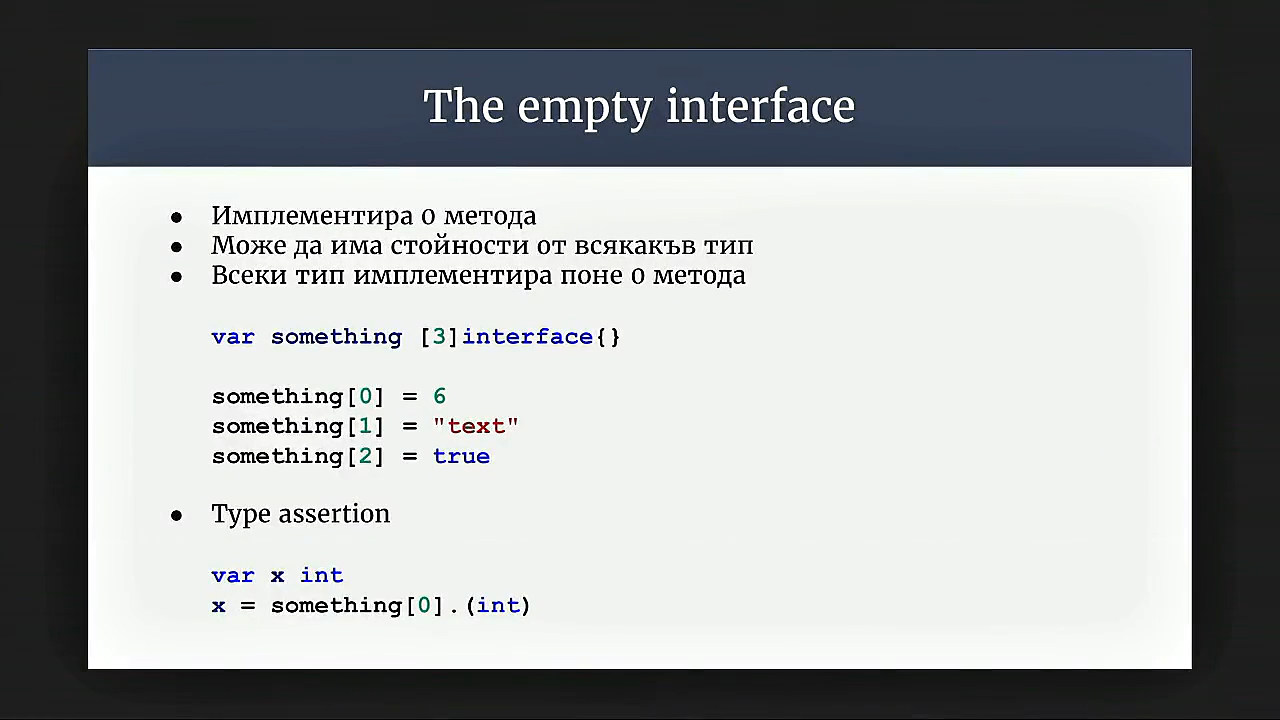 The empty interface
● Имплементира 0 метода
● Може да има стойности от всякакъв тип
● Всеки тип имплементира поне 0 метода
var something [3]interface{}
something[0] = 6
something[1] = "text"
something[2] = true
● Type assertion
var x int
x = something[0].(int)